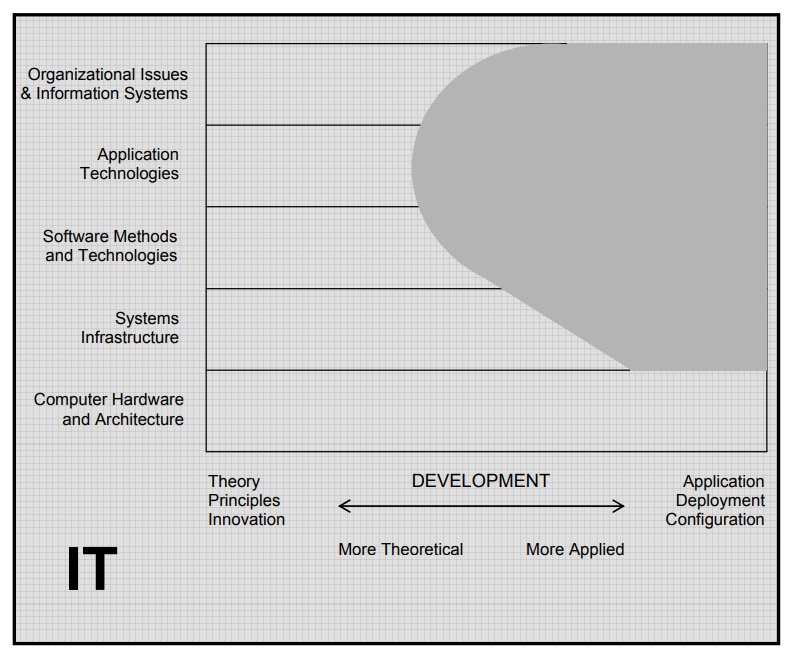 Organizational Issues
& Information Systems
Application
Technologies
Software Methods
and Technologies
Systems
Infrastructure
Computer Hardware
and Architecture
Theory
Principles
Innovation
DEVELOPMENT
Application
Deployment
Configuration
More Theoretical
More Applied
IT